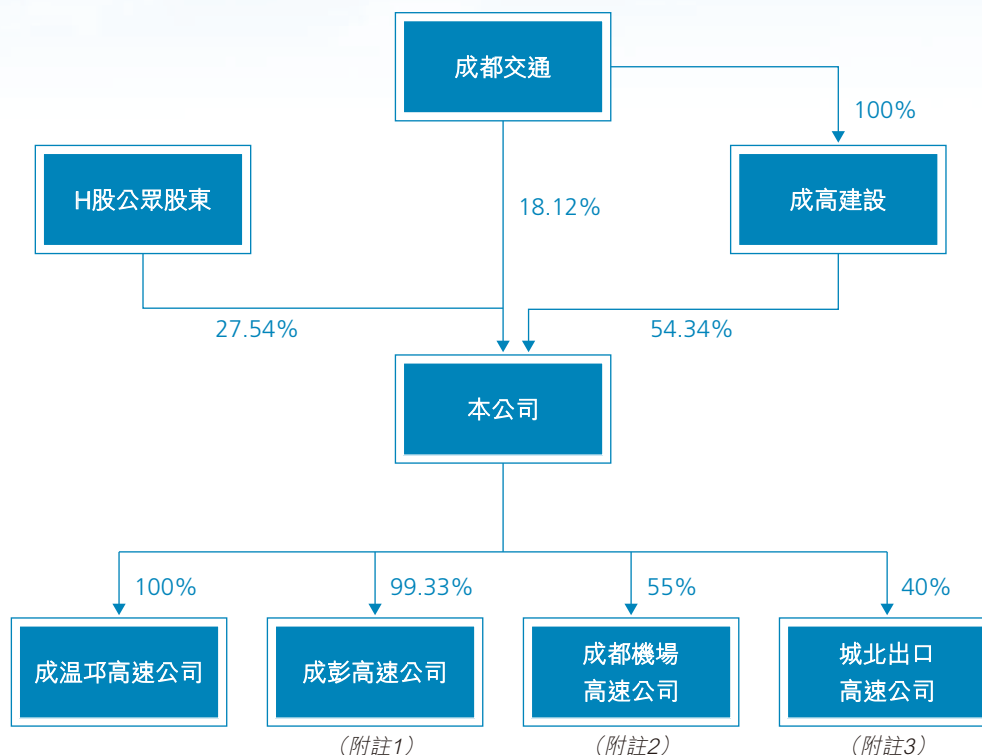 成都交通
100%
H股公眾股東
18.12%
成高建設
27.54%
54.34%
本公司
100%
99.33%
55%
40%
成温邛高速公司
成彭高速公司
成都機場
高速公司
城北出口
高速公司
（附註1）
（附註2）
（附註3）